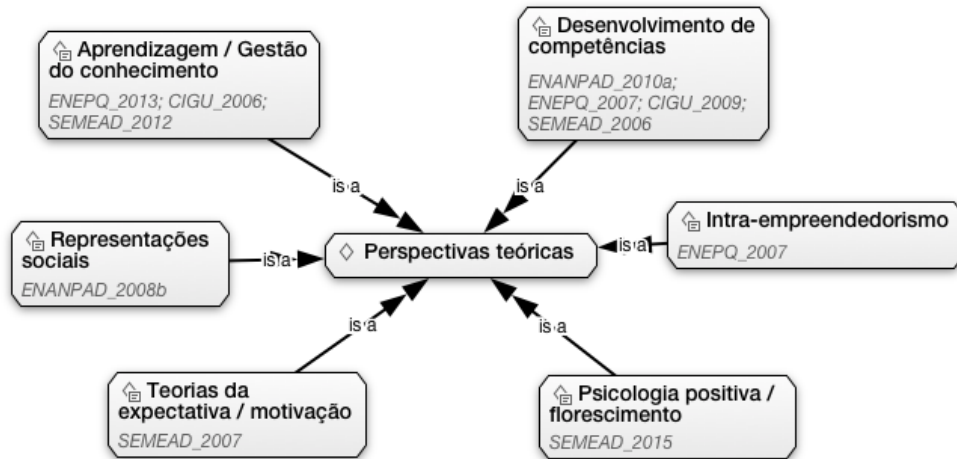 Aprendizagem / Gestão
do conhecimento
ENEPQ_2013; CIGU_2006;
SEMEAD_2012
Desenvolvimento de
competências
ENANPAD_2010a;
ENEPQ_2007; CIGU_2009;
SEMEAD_2006
is a
is a
Representações
sociais
ENANPAD_2008b
is a
Perspectivas teóricas
is a
Intra-empreendedorismo
ENEPQ_2007
is a
is a
Teorias da
expectativa / motivação
SEMEAD_2007
Psicologia positiva /
florescimento
SEMEAD_2015